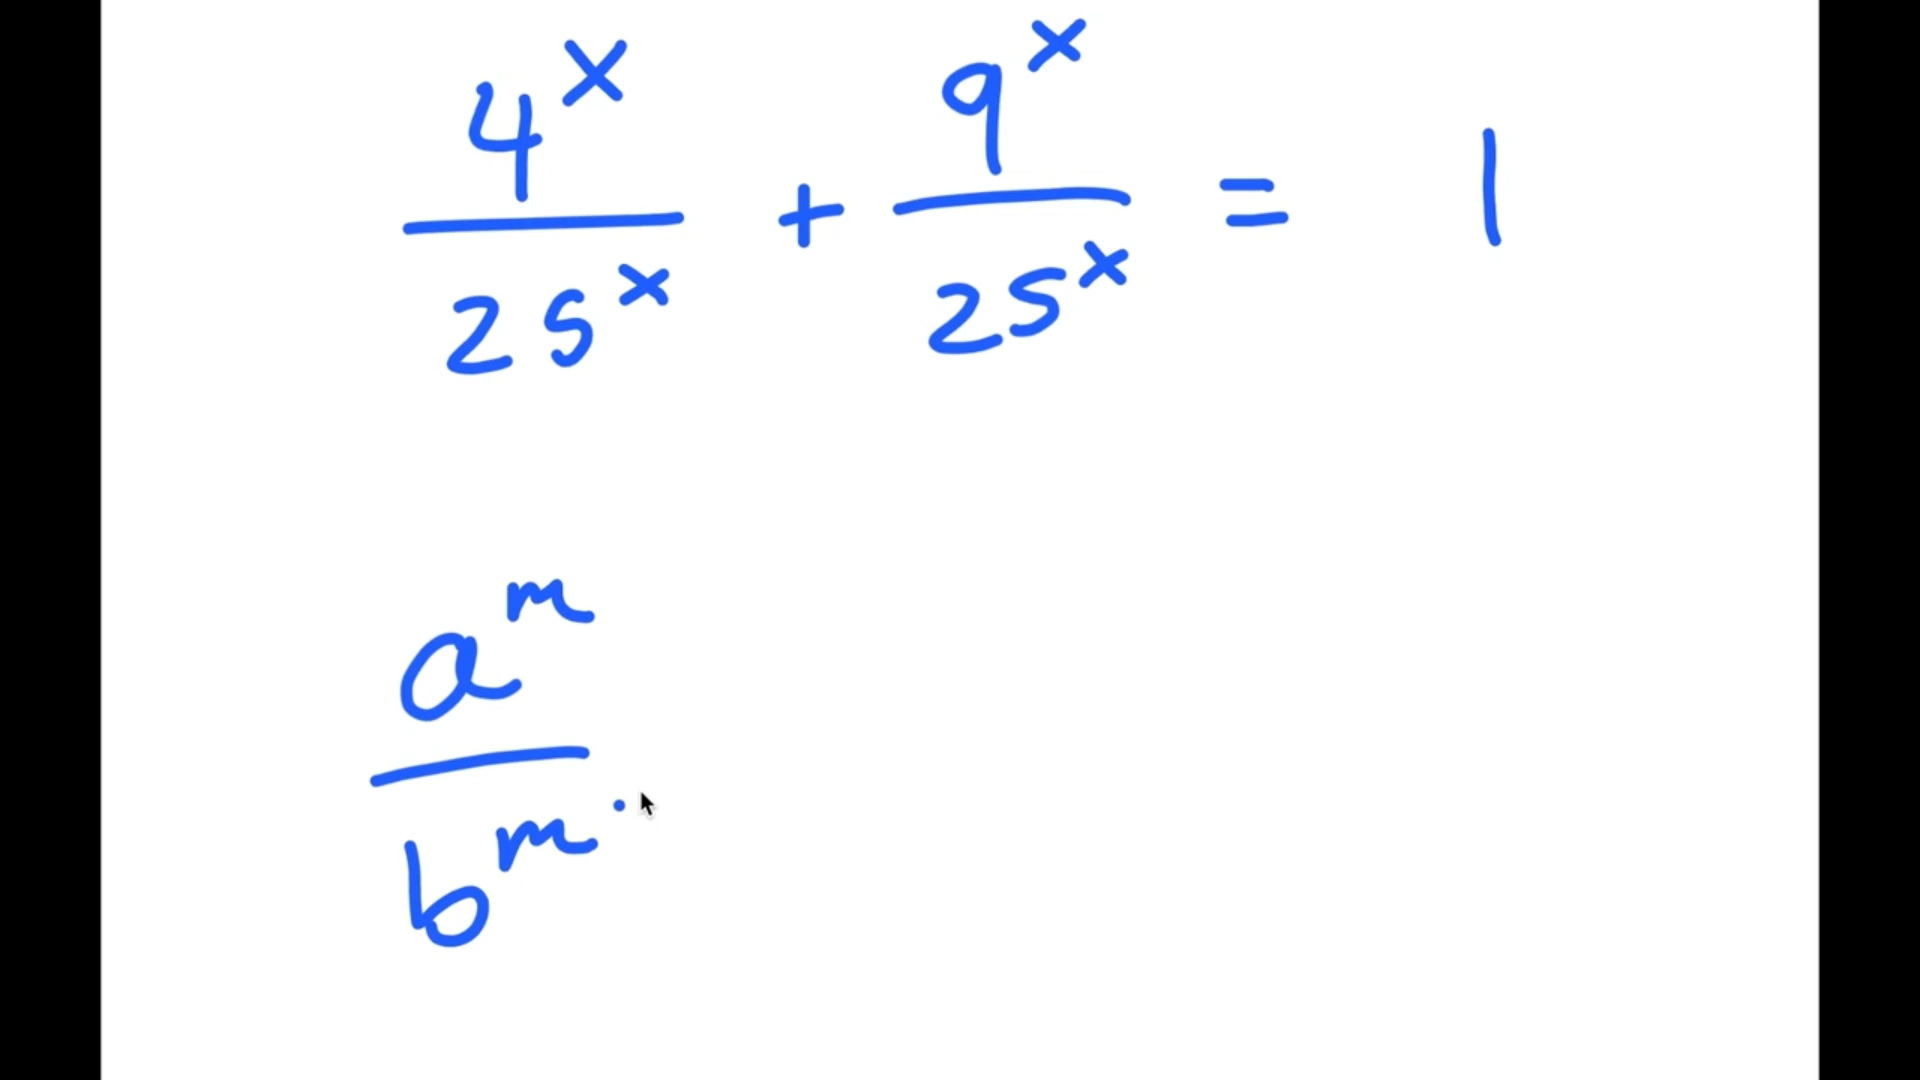 4^x / 25^x + 9^x / 25^x = 1
a^m / b^m .